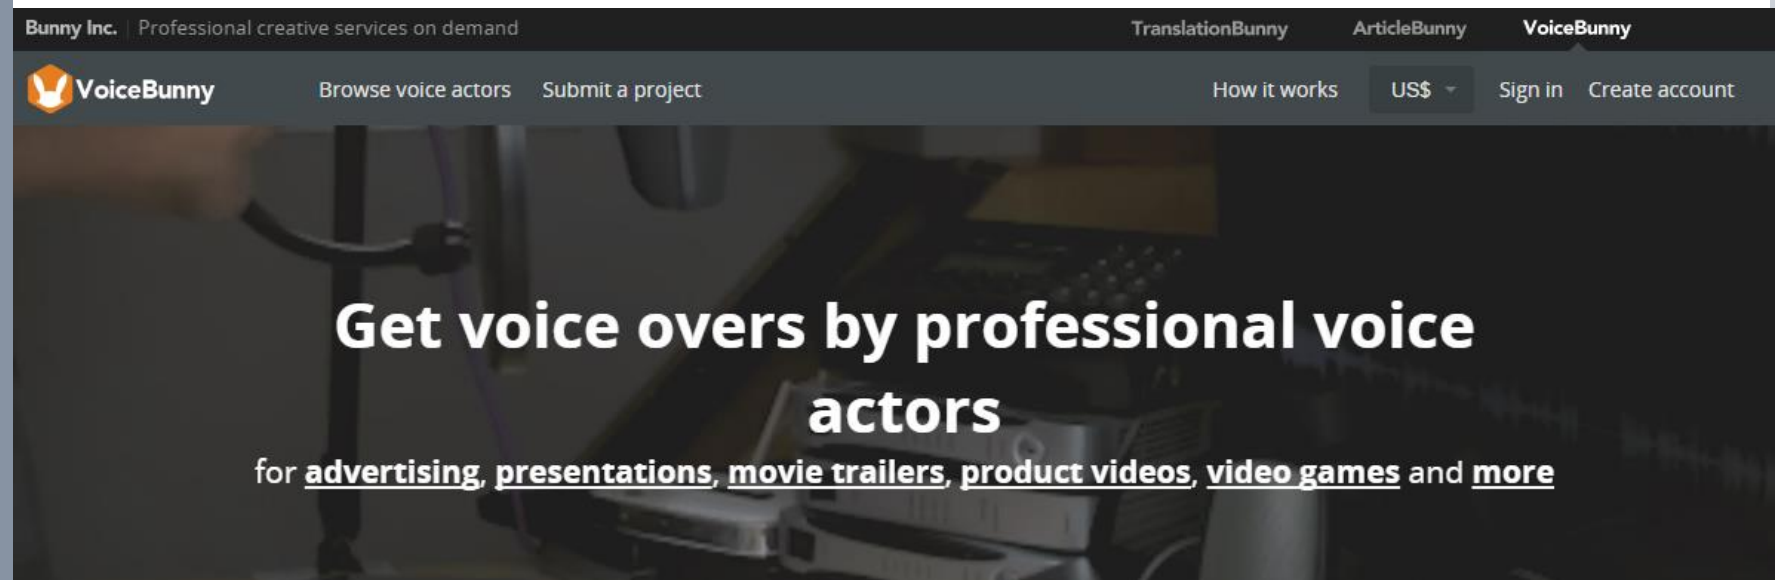 Bunny Inc. Professional creative services on demand TranslationBunny ArticleBunny VoiceBunny
VoiceBunny Browse voice actors Submit a project How it works US$ Sign in Create account
Get voice overs by professional voice
actors
for advertising, presentations, movie trailers, product videos, video games and more